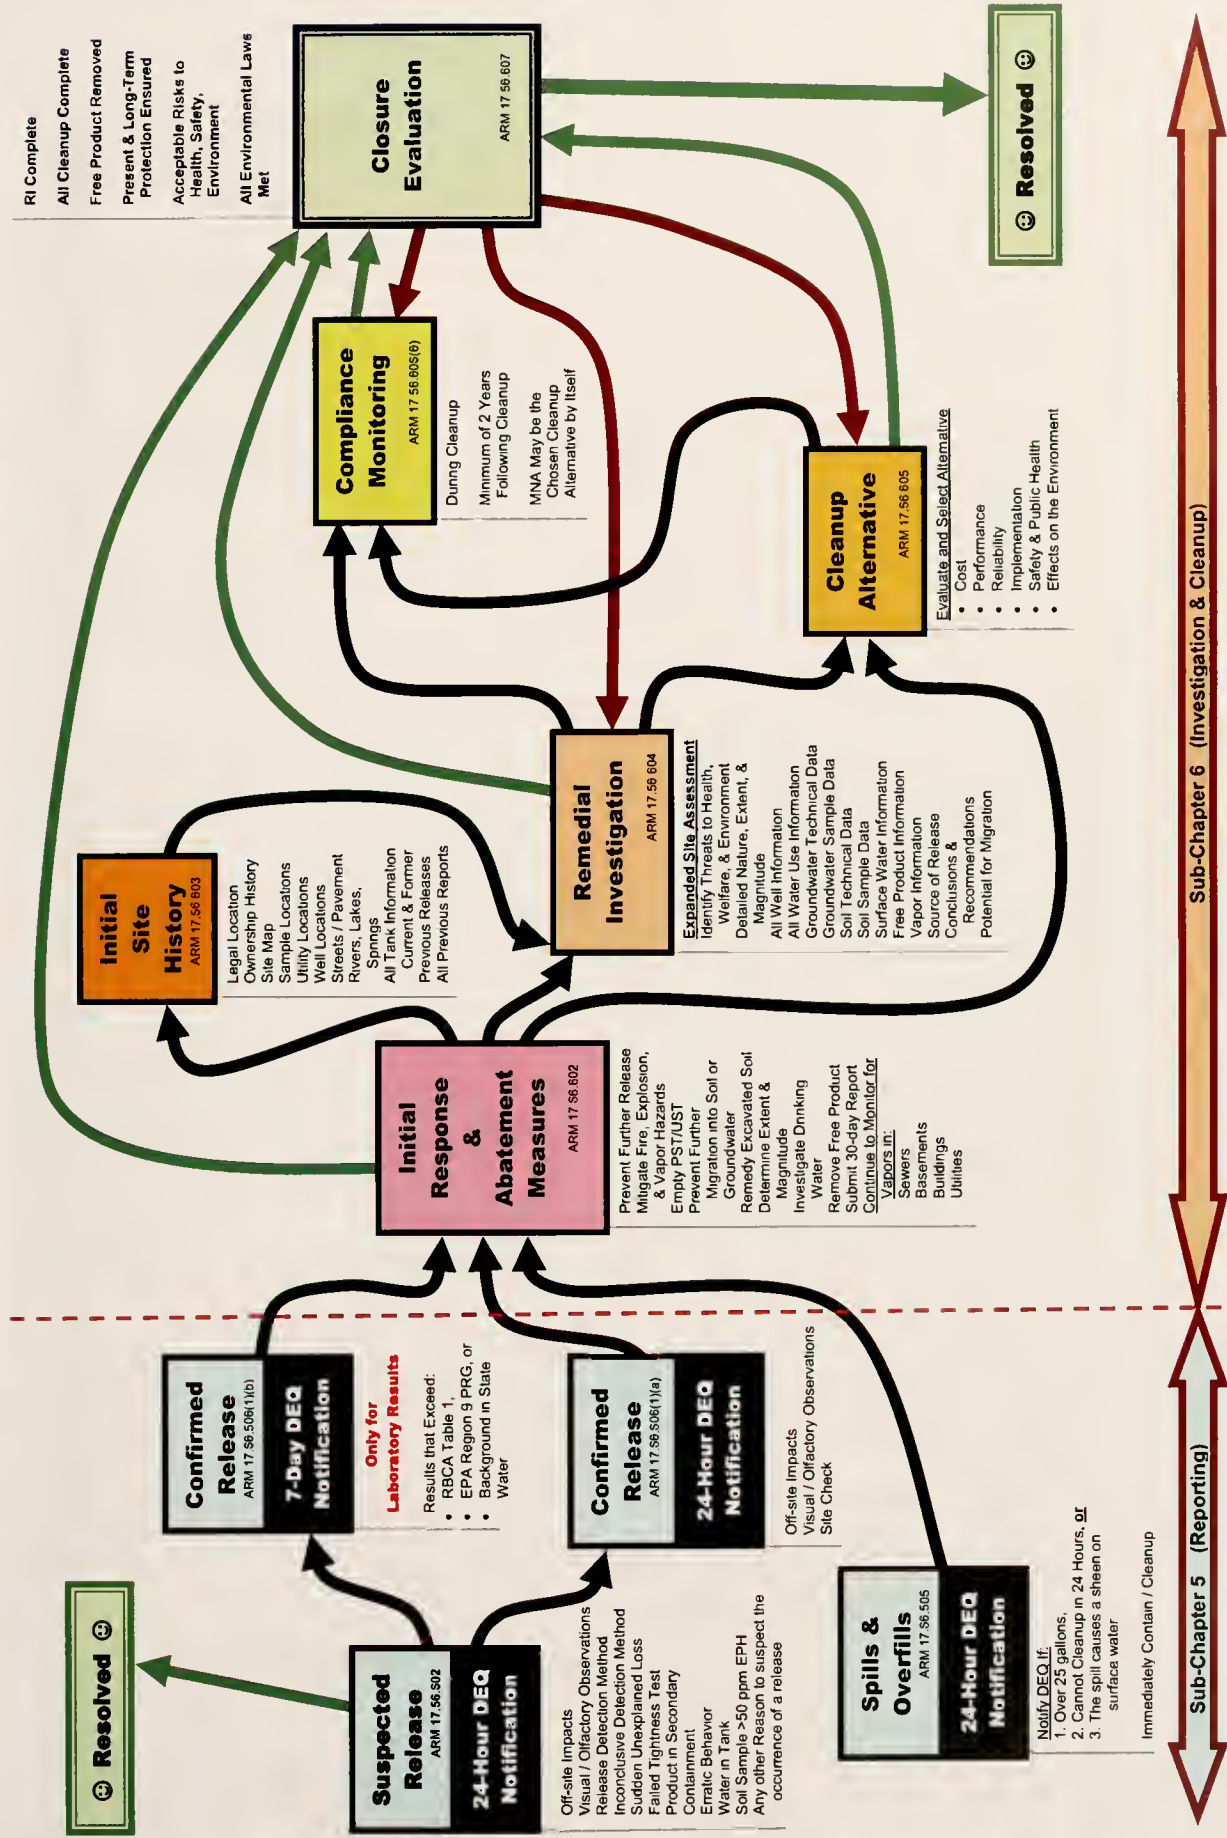 ☺ Resolved ☺
Suspected
Release
ARM 17.56.S02
24-Hour DEQ
Notification
Off-site Impacts
Visual / Olfactory Observations
Release Detection Method
Inconclusive Detection Method
Sudden Unexplained Loss
Failed Tightness Test
Product in Secondary
Containment
Erratic Behavior
Water in Tank
Soil Sample >50 ppm EPH
Any other Reason to suspect the
occurrence of a release
Spills &
Overfills
ARM 17.S6.505
24-Hour DEQ
Notification
Notify DEQ If:
1. Over 25 gallons,
2. Cannot Cleanup in 24 Hours, or
3. The spill causes a sheen on
surface water
Immediately Contain / Cleanup
Confirmed
Release
ARM 17.S6.506(1)(b)
7-Day DEQ
Notification
Only for
Laboratory Results
Results that Exceed:
• RBCA Table 1,
• EPA Region 9 PRG, or
• Background in State
Water
Confirmed
Release
ARM 17.S6.S06(1)(a)
24-Hour DEQ
Notification
Off-site Impacts
Visual / Olfactory Observations
Site Check
Initial
Response
&
Abatement
Measures
ARM 17 S6.602
Prevent Further Release
Mitigate Fire, Explosion,
& Vapor Hazards
Empty PST/UST
Prevent Further
Migration into Soil or
Groundwater
Remedy Excavated Soil
Determine Extent &
Magnitude
Investigate Drinking
Water
Remove Free Product
Submit 30-day Report
Continue to Monitor for
Vapors in:
Sewers
Basements
Buildings
Utilities
Initial
Site
History
ARM 17.S6 603
Legal Location
Ownership History
Site Map
Sample Locations
Utility Locations
Well Locations
Streets / Pavement
Rivers, Lakes,
Springs
All Tank Information
Current & Former
Previous Releases
All Previous Reports
Remedial
Investigation
ARM 17.56 604
Expanded Site Assessment
Identify Threats to Health,
Welfare, & Environment
Detailed Nature, Extent, &
Magnitude
All Well Information
All Water Use Information
Groundwater Technical Data
Groundwater Sample Data
Soil Technical Data
Soil Sample Data
Surface Water Information
Free Product Information
Vapor Information
Source of Release
Conclusions &
Recommendations
Potential for Migration
Compliance
Monitoring
ARM 17 56.60S(6)
During Cleanup
Minimum of 2 Years
Following Cleanup
MNA May be the
Chosen Cleanup
Alternative by Itself
Cleanup
Alternative
ARM 17.56 605
Evaluate and Select Alternative
• Cost
• Performance
• Reliability
• Implementation
• Safety & Public Health
• Effects on the Environment
RI Complete
All Cleanup Complete
Free Product Removed
Present & Long-Term
Protection Ensured
Acceptable Risks to
Health, Safety,
Environment
All Environmental Laws
Met
Closure
Evaluation
ARM 17 56.607
☺ Resolved ☺
Sub-Chapter 5 (Reporting)
Sub-Chapter 6 (Investigation & Cleanup)